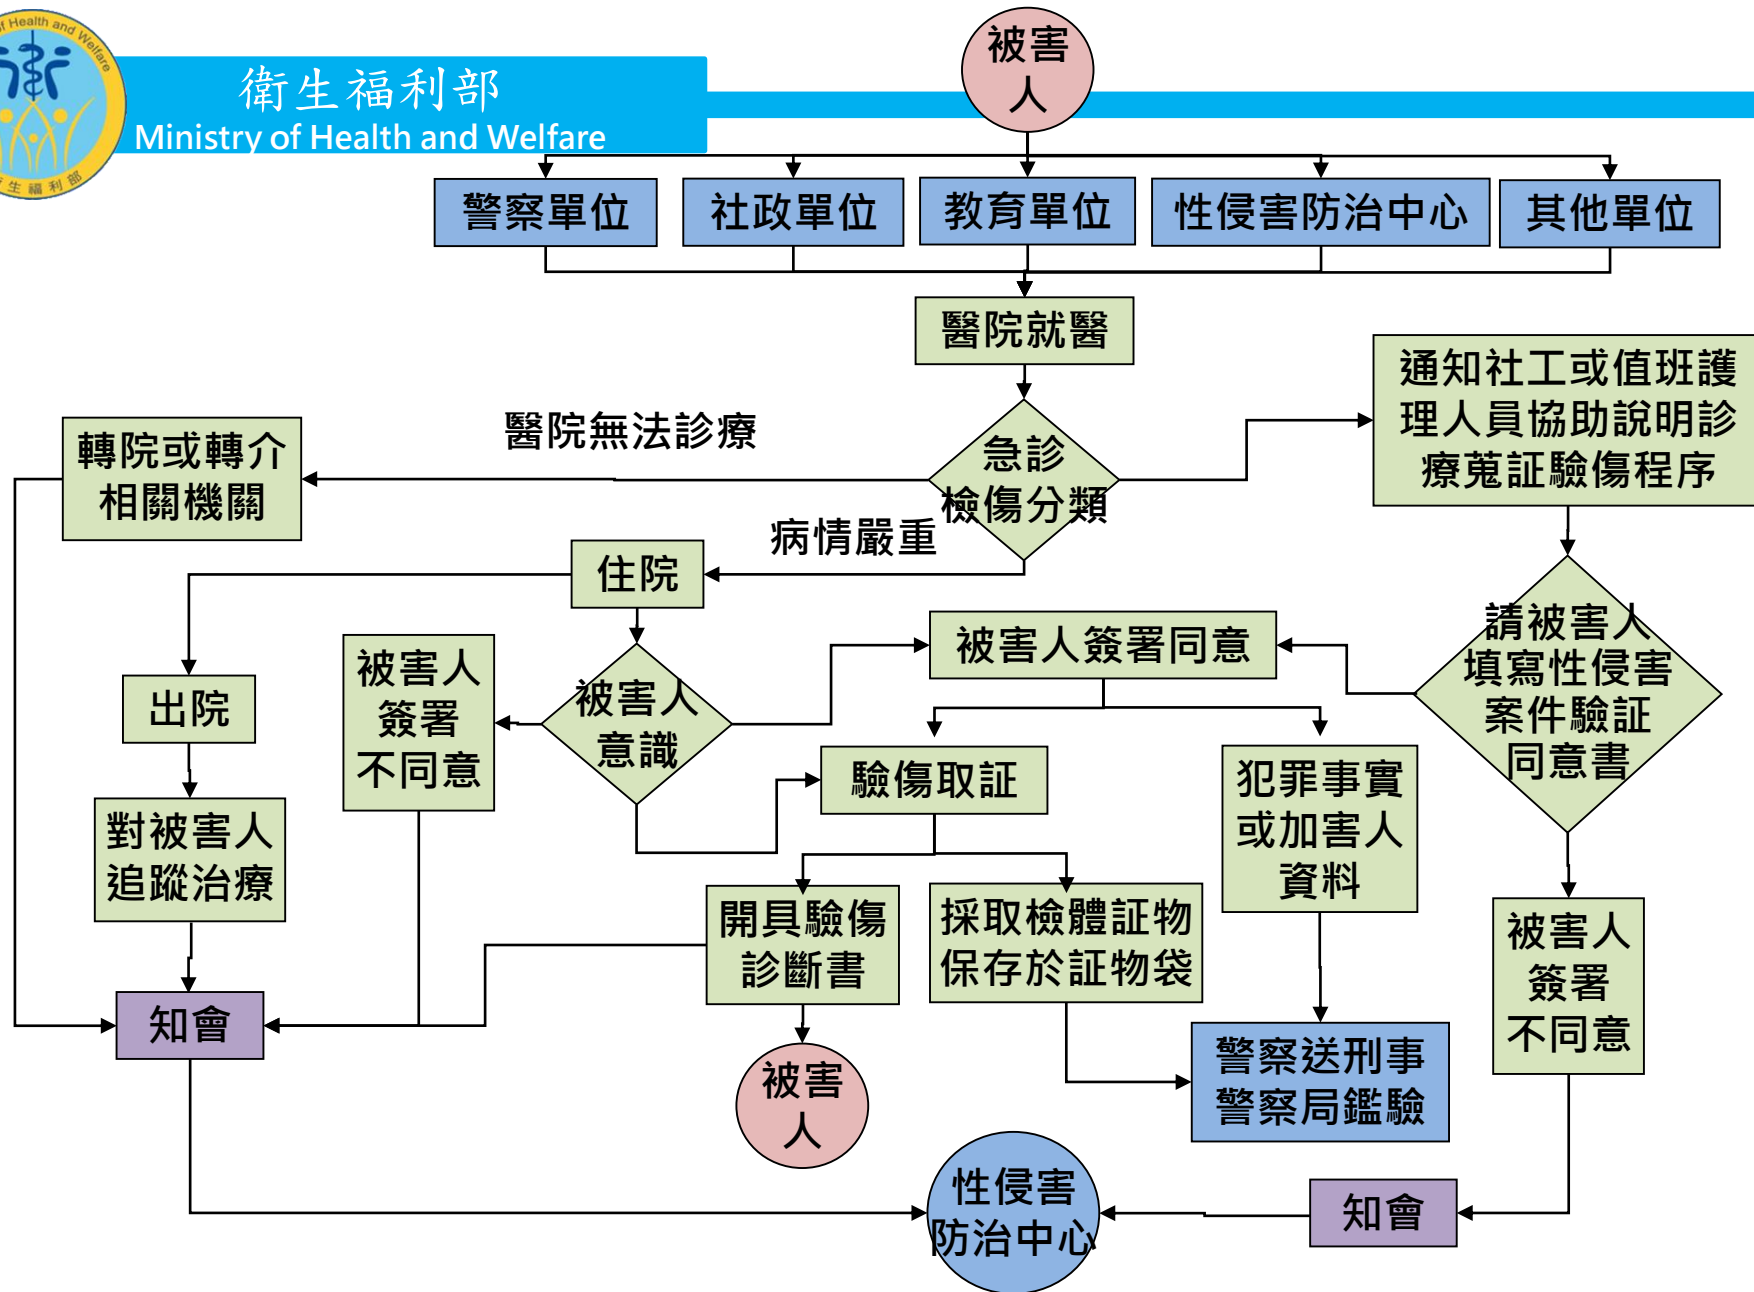 of Health and Welfare
生福利部
衛生福利部
Ministry of Health and Welfare
被害
人
警察單位
社政單位
教育單位
性侵害防治中心
其他單位
醫院就醫
通知社工或值班護
理人員協助說明診
療蒐証驗傷程序
醫院無法診療
急診
檢傷分類
轉院或轉介
相關機關
病情嚴重
住院
被害人簽署同意
請被害人
填寫性侵害
案件驗証
同意書
被害人
簽署
不同意
被害人
意識
出院
驗傷取証
犯罪事實
或加害人
資料
對被害人
追蹤治療
開具驗傷
診斷書
採取檢體証物
保存於証物袋
被害人
簽署
不同意
知會
被害
人
警察送刑事
警察局鑑驗
性侵害
防治中心
知會